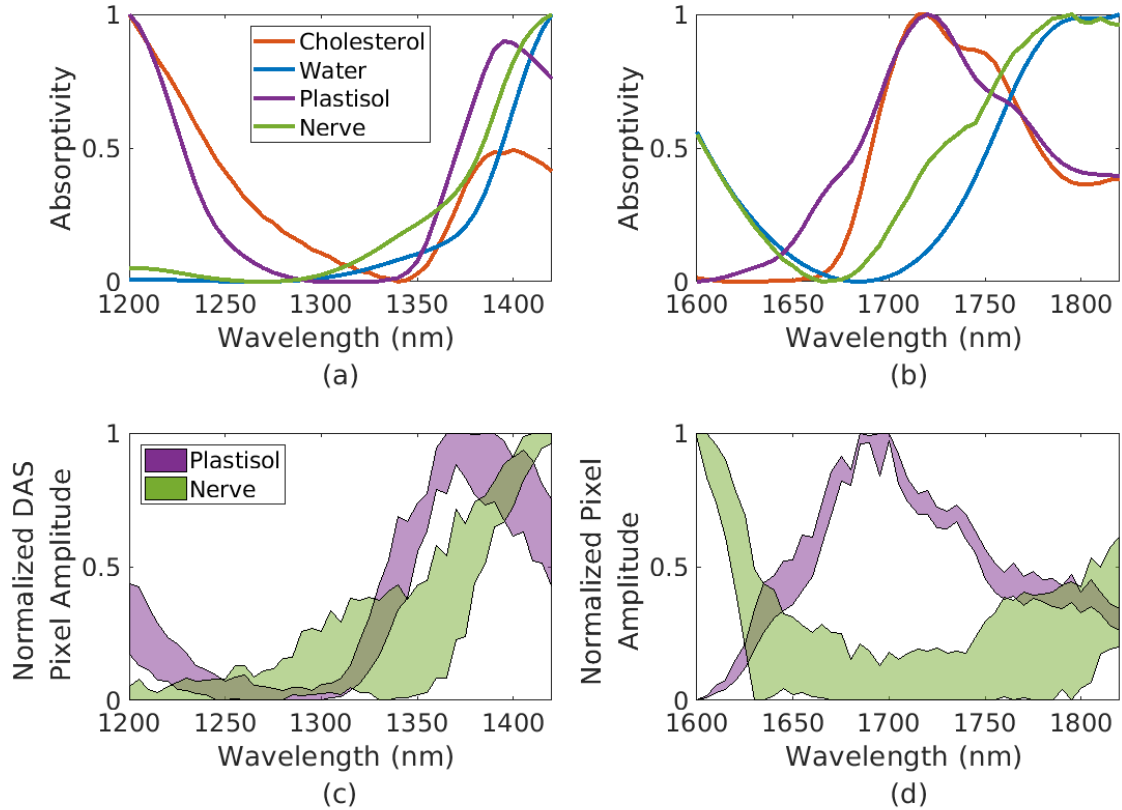 1
0.5
0
Absorptivity
Cholesterol
Water
Plastisol
Nerve
1200 1250 1300 1350 1400
Wavelength (nm)
(a)
1
0.5
0
Absorptivity
1600 1650 1700 1750 1800
Wavelength (nm)
(b)
1
0.5
0
Normalized DAS
Pixel Amplitude
Plastisol
Nerve
1200 1250 1300 1350 1400
Wavelength (nm)
(c)
1
0.5
0
Normalized Pixel
Amplitude
1600 1650 1700 1750 1800
Wavelength (nm)
(d)